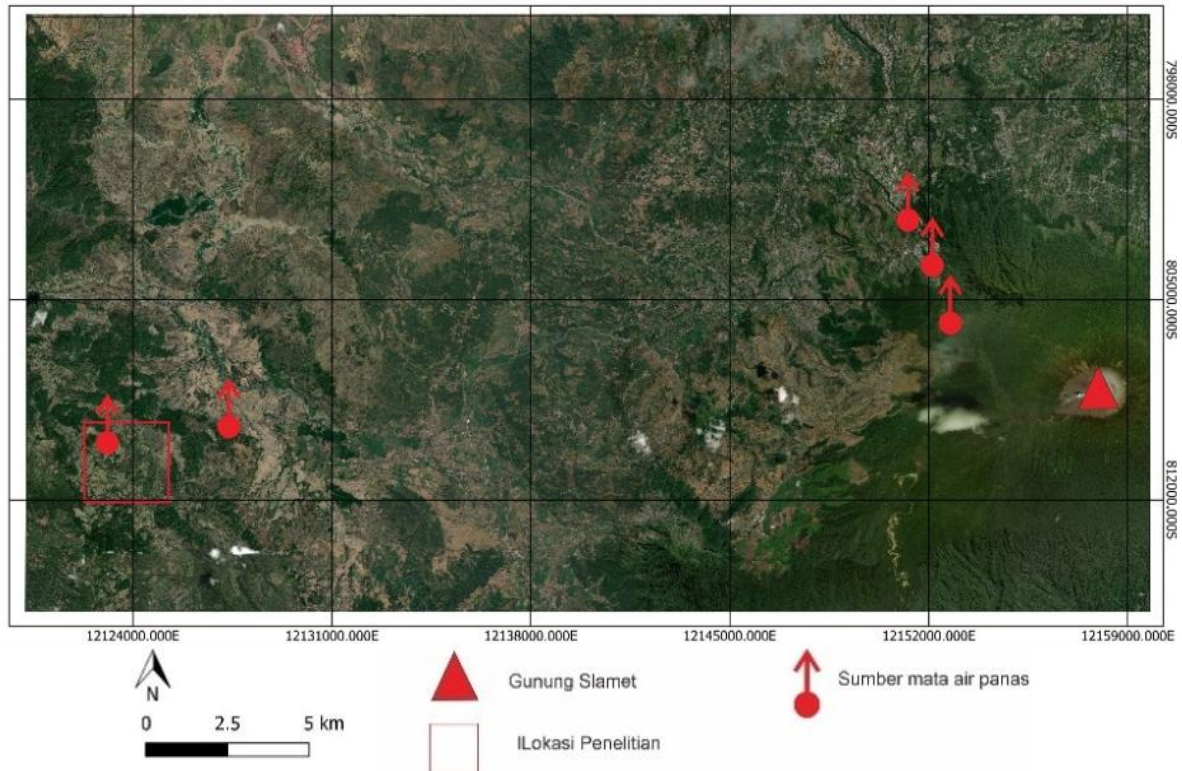 798000.000S
805000.000S
812000.000S
12124000.000E
12131000.000E
12138000.000E
12145000.000E
12152000.000E
12159000.000E
N
0 2.5 5 km
Gunung Slamet
Sumber mata air panas
lLokasi Penelitian